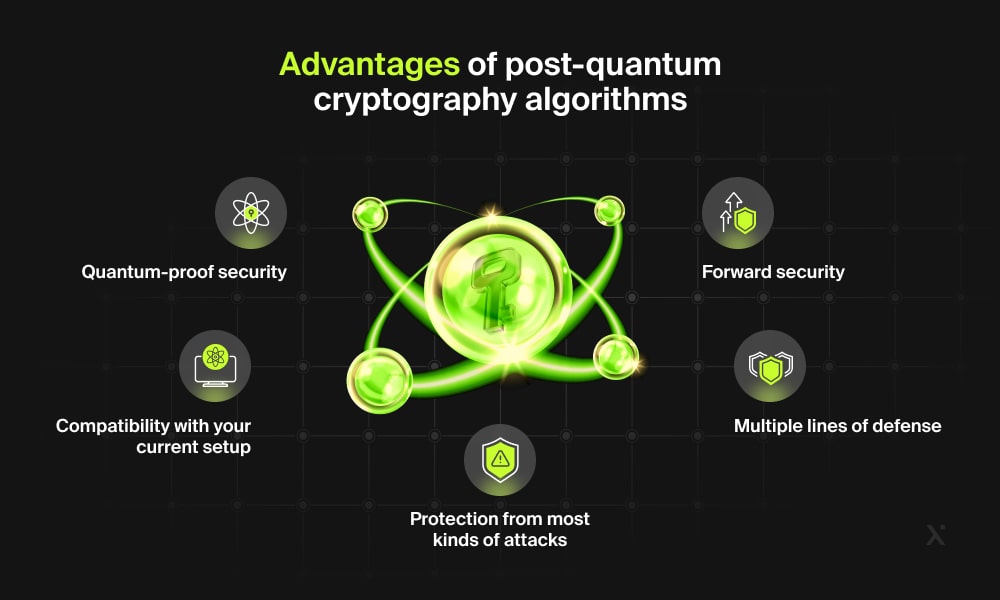 Advantages of post-quantum
cryptography algorithms
Quantum-proof security
Forward security
Compatibility with your
current setup
Multiple lines of defense
Protection from most
kinds of attacks